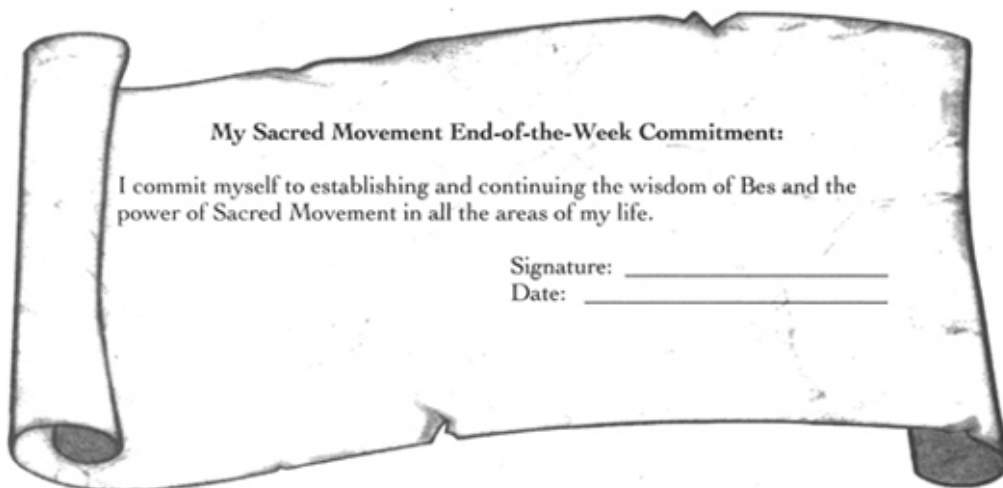 My Sacred Movement End-of-the-Week Commitment:
I commit myself to establishing and continuing the wisdom of Bes and the
power of Sacred Movement in all the areas of my life.
Signature:
Date: